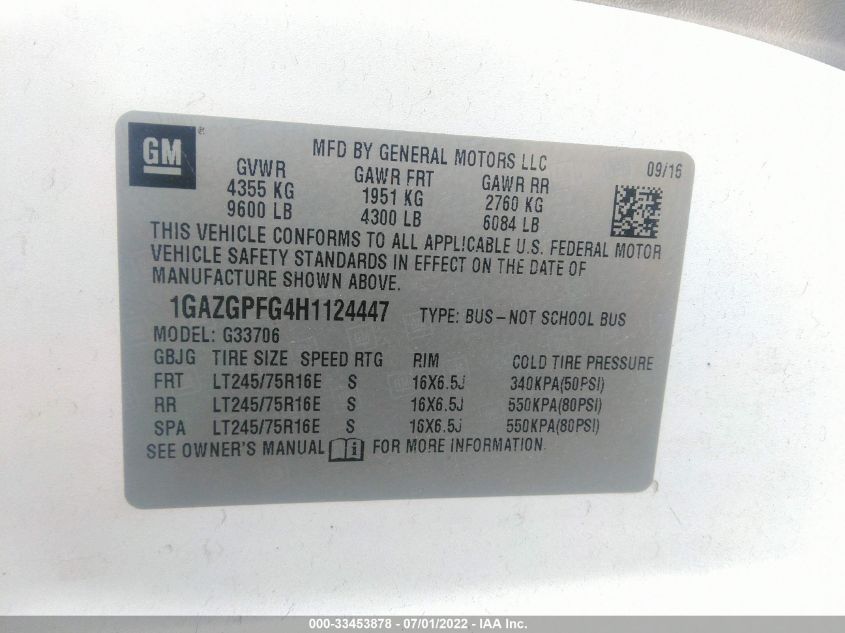 GM ®
MFD BY GENERAL MOTORS LLC 09/16
GVWR GAWR FRT GAWR RR
4355 KG 1951 KG 2760 KG
9600 LB 4300 LB 6084 LB
THIS VEHICLE CONFORMS TO ALL APPLICABLE U.S. FEDERAL MOTOR
VEHICLE SAFETY STANDARDS IN EFFECT ON THE DATE OF
MANUFACTURE SHOWN ABOVE.
1GAZGPFG4H1124447 TYPE: BUS-NOT SCHOOL BUS
MODEL: G33706
GBJG TIRE SIZE SPEED RTG RIM COLD TIRE PRESSURE
FRT LT245/75R16E S 16X6.5J 340KPA(50PSI)
RR LT245/75R16E S 16X6.5J 550KPA(80PSI)
SPA LT245/75R16E S 16X6.5J 550KPA(80PSI)
SEE OWNER'S MANUAL i FOR MORE INFORMATION.
000-33453878 - 07/01/2022 - IAA Inc.